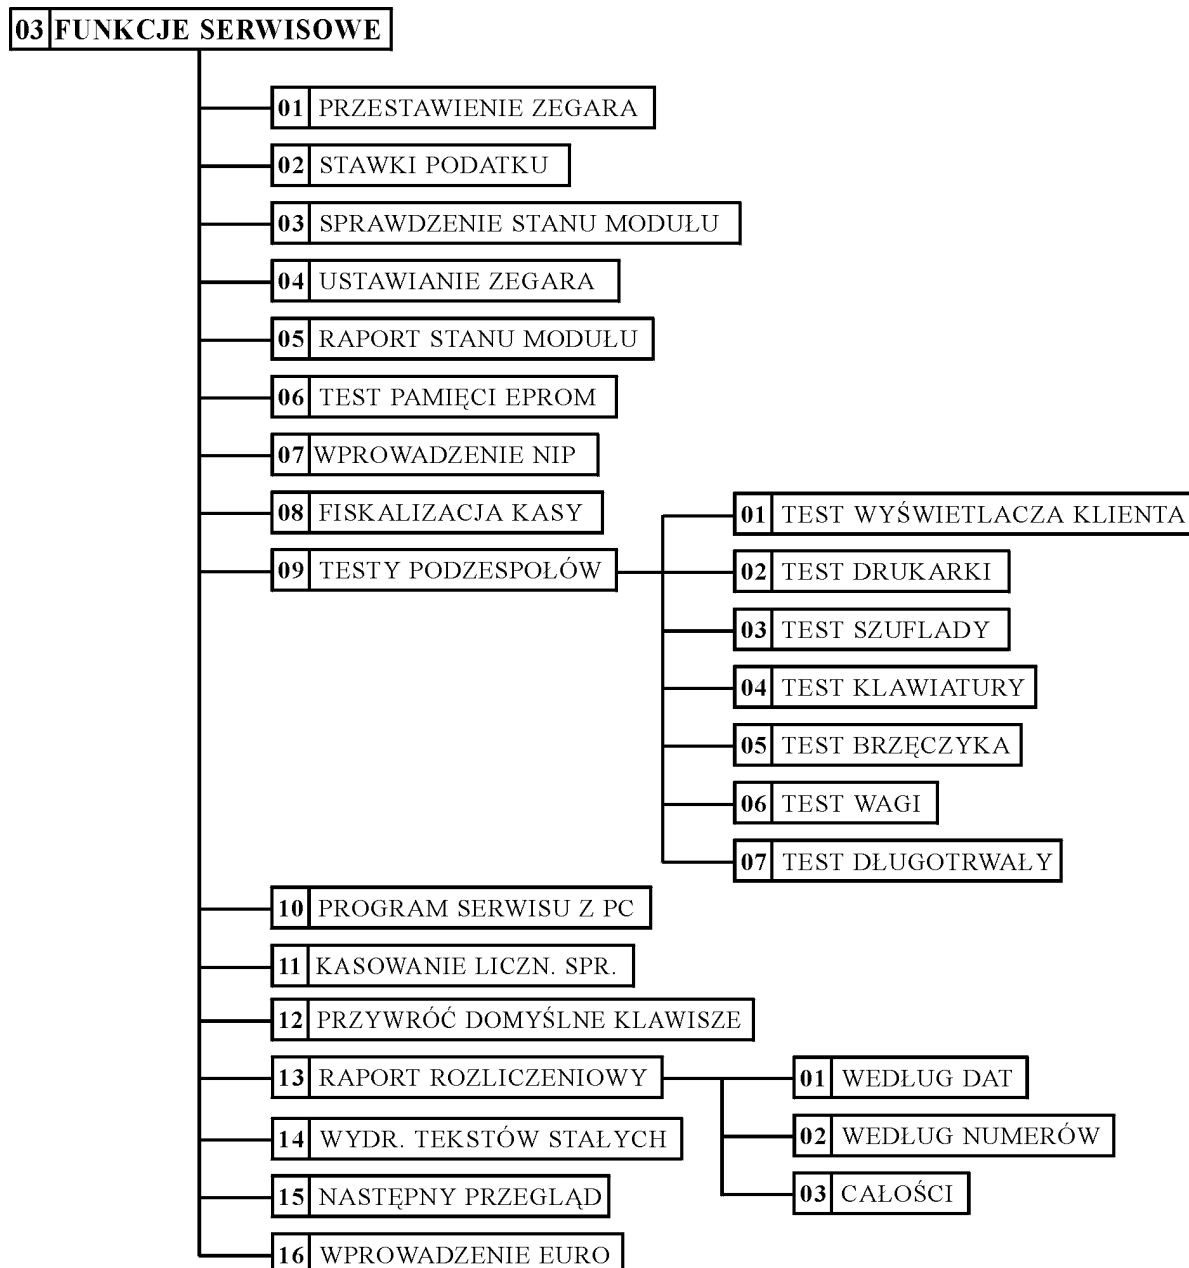 03 FUNKCJE SERWISOWE
01 PRZESTAWIENIE ZEGARA
02 STAWKI PODATKU
03 SPRAWDZENIE STANU MODUŁU
04 USTAWIANIE ZEGARA
05 RAPORT STANU MODUŁU
06 TEST PAMIĘCI EPROM
07 WPROWADZENIE NIP
08 FISKALIZACJA KASY
09 TESTY PODZESPOŁÓW
01 TEST WYŚWIETLACZA KLIENTA
02 TEST DRUKARKI
03 TEST SZUFLADY
04 TEST KLAWIATURY
05 TEST BRZĘCZYKA
06 TEST WAGI
07 TEST DŁUGOTRWAŁY
10 PROGRAM SERWISU Z PC
11 KASOWANIE LICZN. SPR.
12 PRZYWRÓĆ DOMYŚLNE KLAWISZE
13 RAPORT ROZLICZENIOWY
01 WEDŁUG DAT
02 WEDŁUG NUMERÓW
03 CAŁOŚCI
14 WYDR. TEKSTÓW STAŁYCH
15 NASTĘPNY PRZEGLĄD
16 WPROWADZENIE EURO